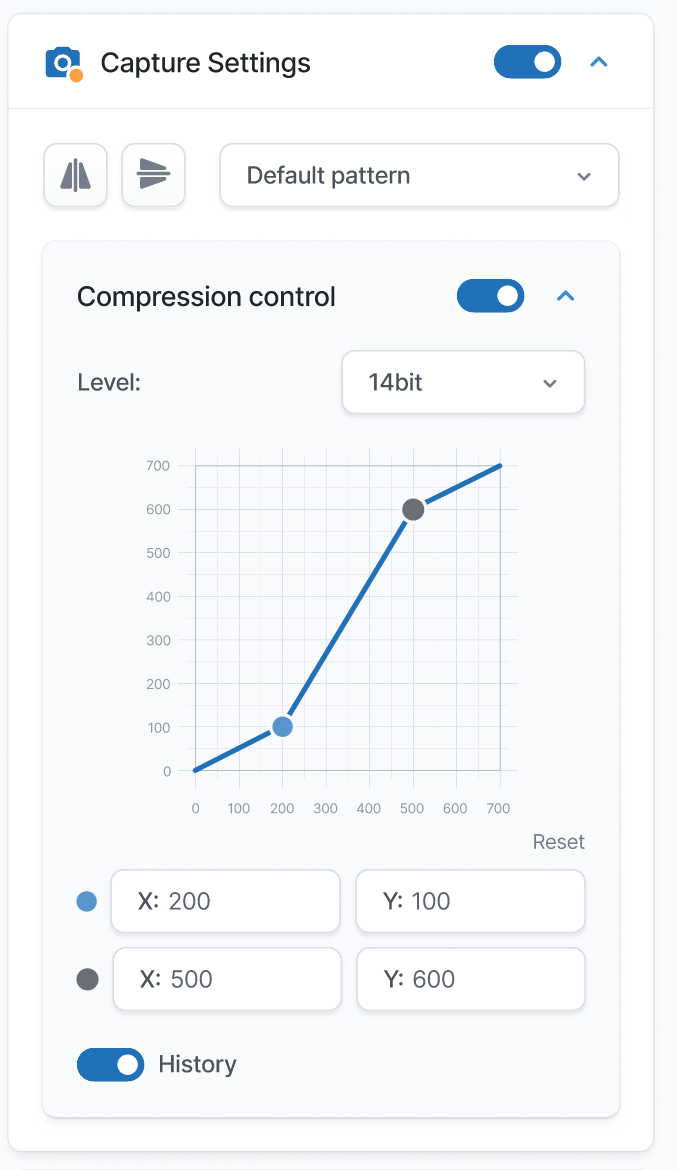 Capture Settings
Default pattern
Compression control
Level:
14bit
700
600
500
400
300
200
100
0
0 100 200 300 400 500 600 700
Reset
X: 200 Y: 100
X: 500 Y: 600
History